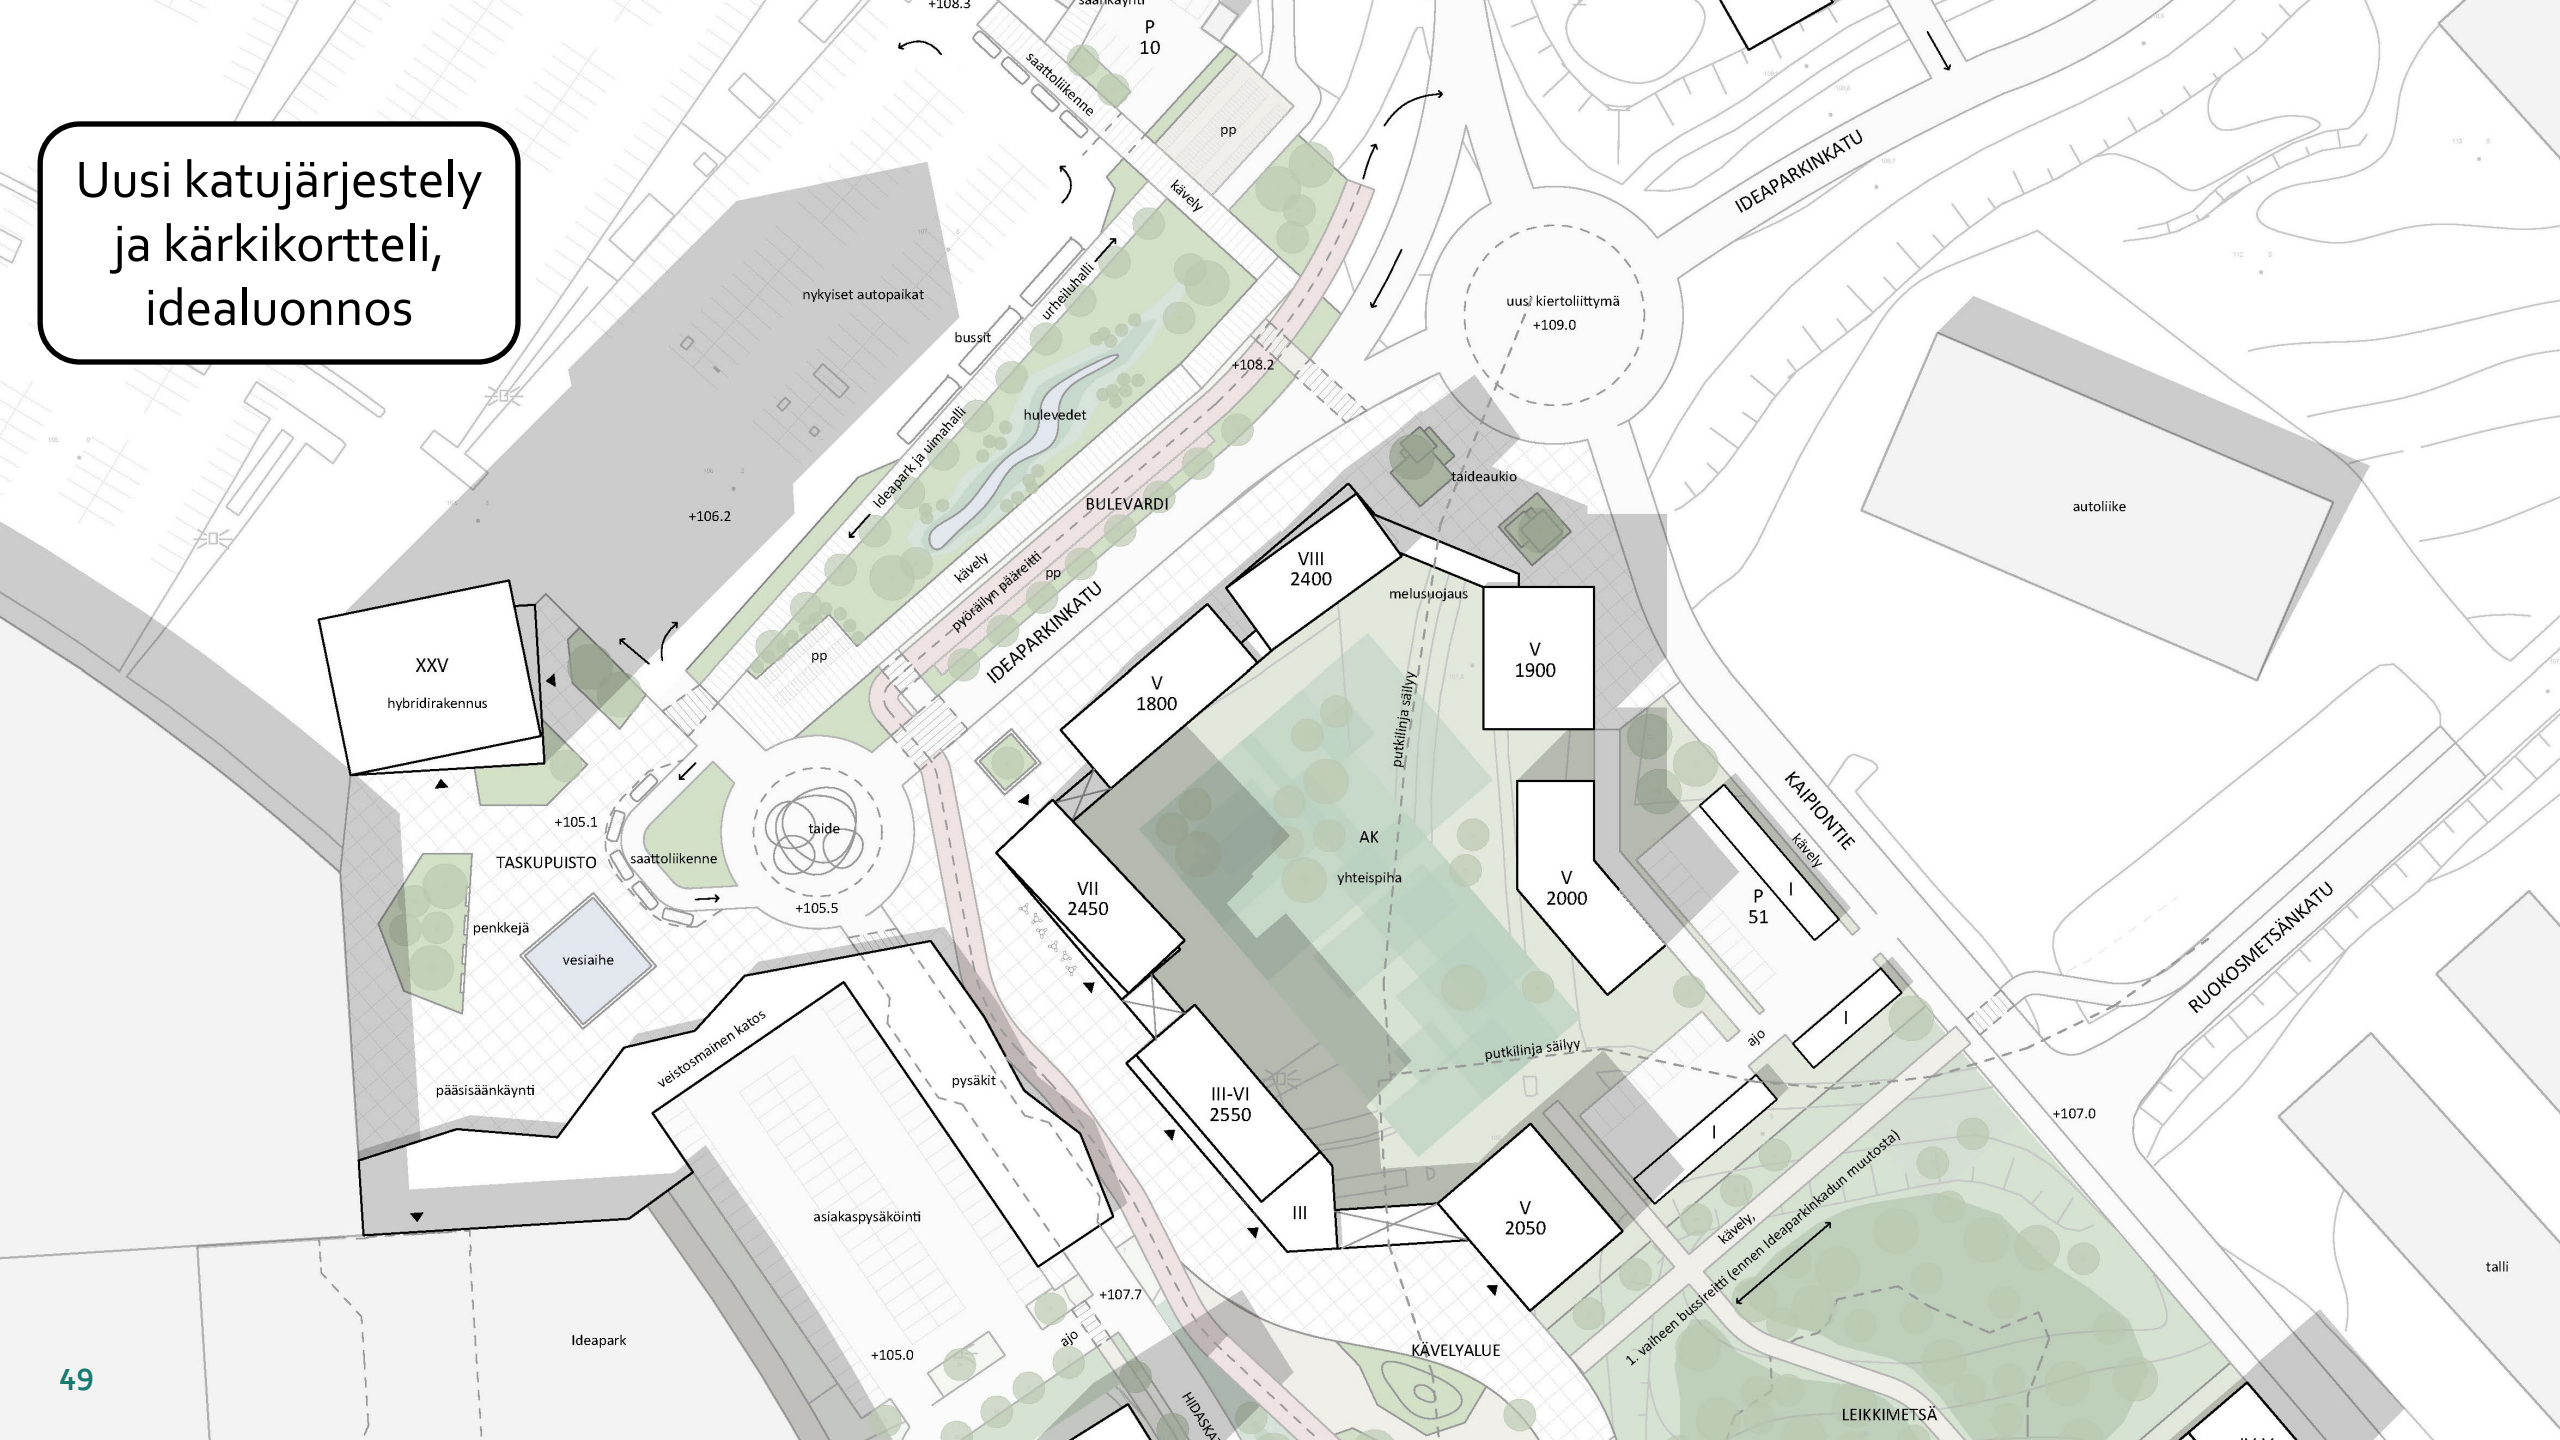 +108.3
P
10
saattoliikenne
Uusi katujärjestely
ja kärkikortteli,
idealuonnos
pp
IDEAPARKINKATU
kävely
nykyiset autopaikat
urheiluhalli
bussit
uusi kiertoliittymä
+109.0
+108.2
hulevedet
Ideapark ja uimahalli
taideaukio
autoliike
BULEVARDI
+106.2
VIII
2400
kävely
pyöräilyn pääreitti
pp
melusuojaus
IDEAPARKINKATU
pp
V
1900
XXV
hybridirakennus
V
1800
putkilinja säilyy
KAIPIONTIE
+105.1
taide
AK
yhteispiha
kävely
TASKUPUISTO
saattoliikenne
VII
2450
V
2000
I
P
51
+105.5
penkkejä
vesiaihe
RUOKOSMETSÄNKATU
I
ajo
veistosmainen katos
putkilinja säilyy
pääsisäänkäynti
pysäkit
III-VI
2550
I
+107.0
asiakaspysäköinti
III
V
2050
kävely,
1. vaiheen bussireitti (ennen Ideaparkinkadun muutosta)
talli
+107.7
Ideapark
ajo
+105.0
KÄVELYALUE
49
LEIKKIMETSÄ